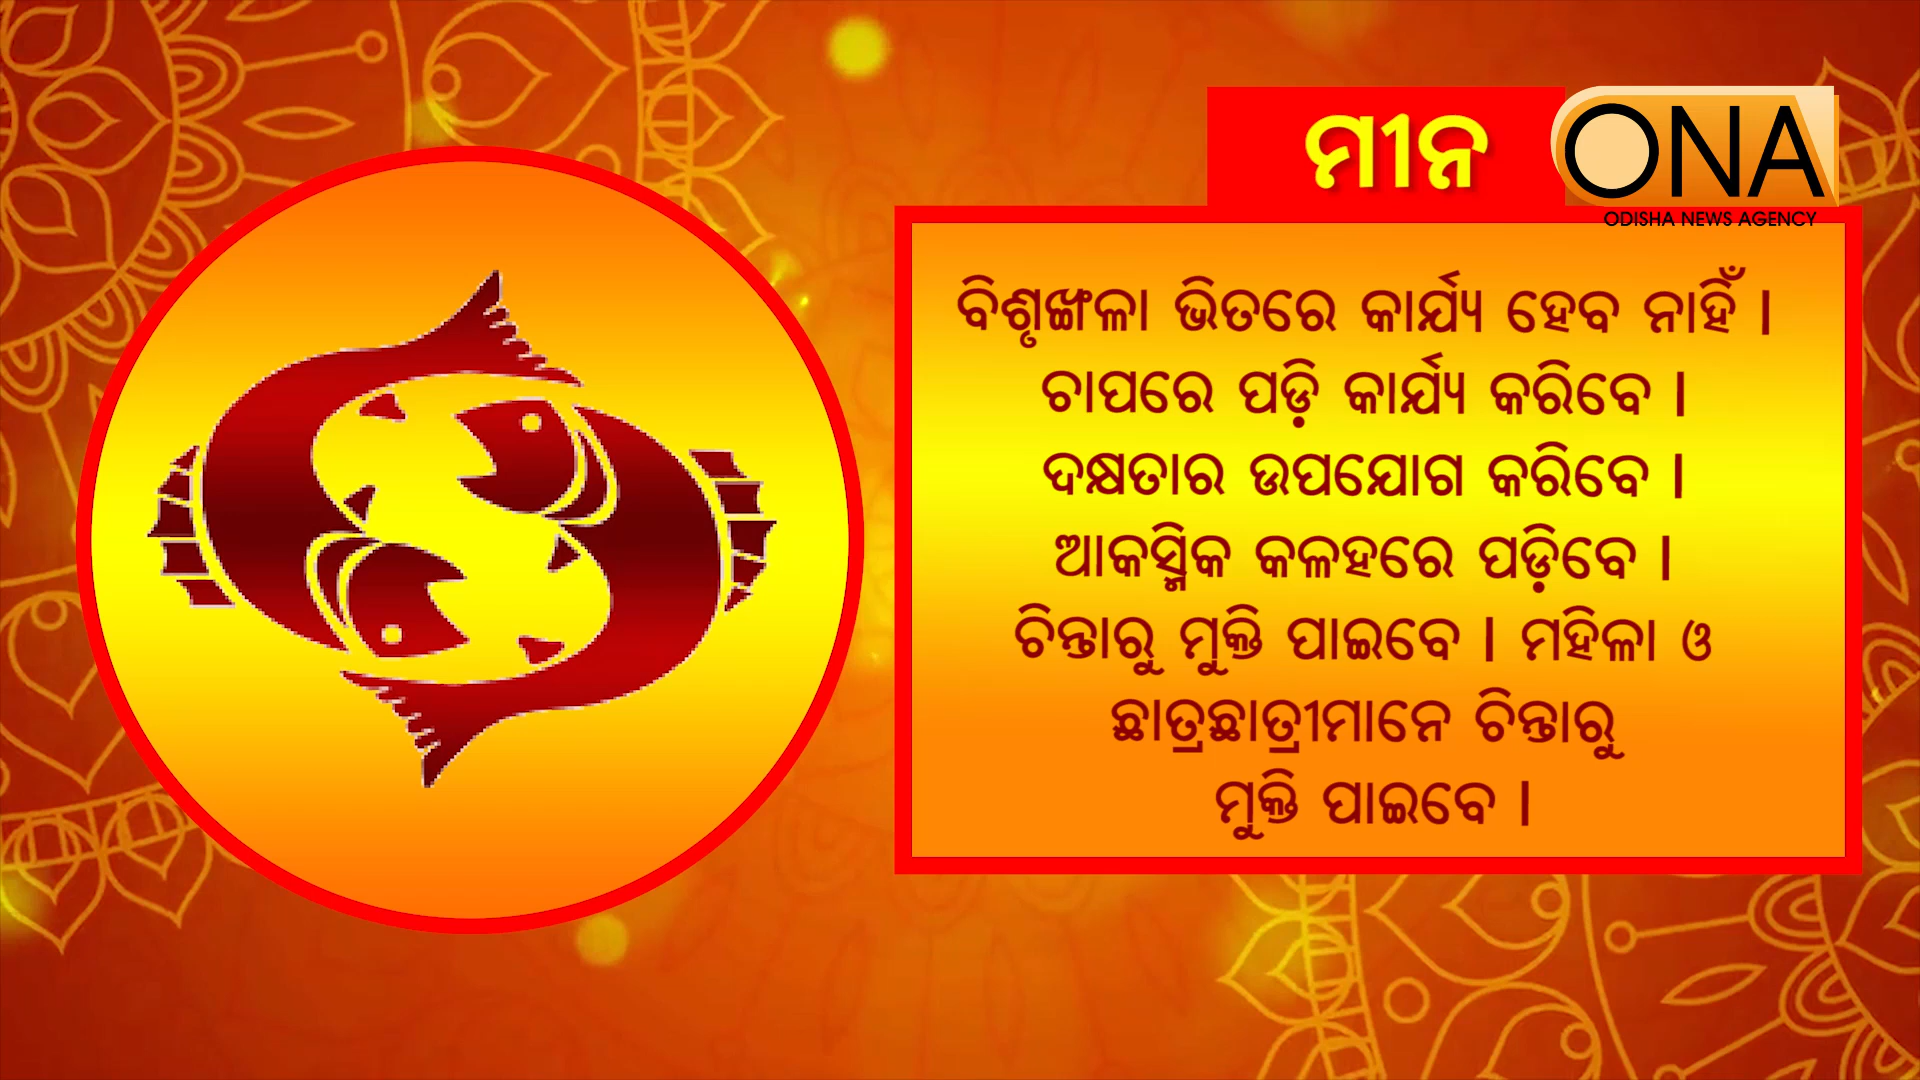 ମୀନ
ONA
ODISHA NEWS AGENCY
ବିଶୃଙ୍ଖଳା ଭିତରେ କାର୍ଯ୍ୟ ହେବ ନାହିଁ ।
ଚାପରେ ପଡ଼ି କାର୍ଯ୍ୟ କରିବେ ।
ଦକ୍ଷତାର ଉପଯୋଗ କରିବେ ।
ଆକସ୍ମିକ କଳହରେ ପଡ଼ିବେ ।
ଚିନ୍ତାରୁ ମୁକ୍ତି ପାଇବେ । ମହିଳା ଓ
ଛାତ୍ରଛାତ୍ରୀମାନେ ଚିନ୍ତାରୁ
ମୁକ୍ତି ପାଇବେ ।